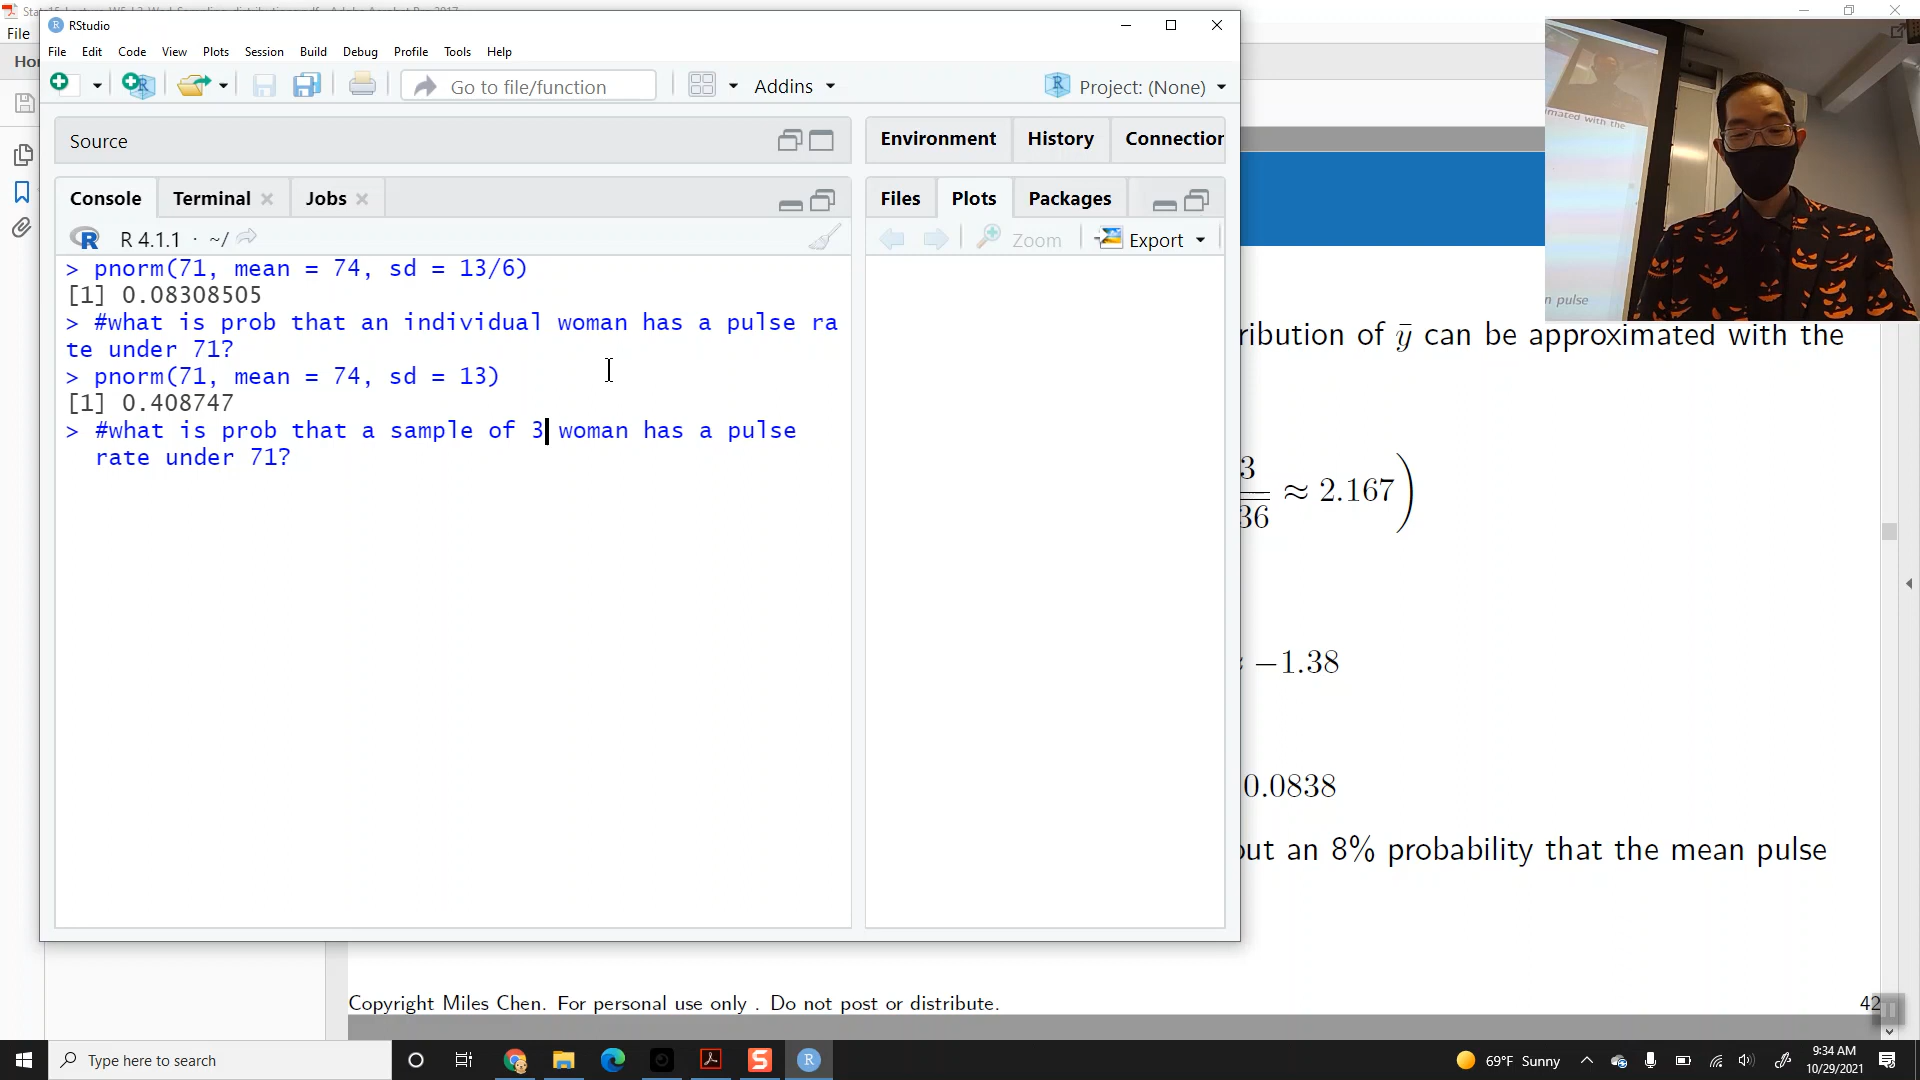 RStudio
File Edit Code View Plots Session Build Debug Profile Tools Help
Go to file/function
Addins
Project: (None)
File
Source
Environment History Connection
Console Terminal Jobs
Files Plots Packages
R 4.1.1 · ~/
Zoom Export
> pnorm(71, mean = 74, sd = 13/6)
[1] 0.08308505
> #what is prob that an individual woman has a pulse ra
te under 71?
> pnorm(71, mean = 74, sd = 13)
[1] 0.408747
> #what is prob that a sample of 3 woman has a pulse
rate under 71?
n pulse
ribution of ȳ can be approximated with the
3
36
≈ 2.167)
−1.38
0.0838
out an 8% probability that the mean pulse
Copyright Miles Chen. For personal use only . Do not post or distribute.
42
Type here to search
69°F Sunny
9:34 AM
10/29/2021